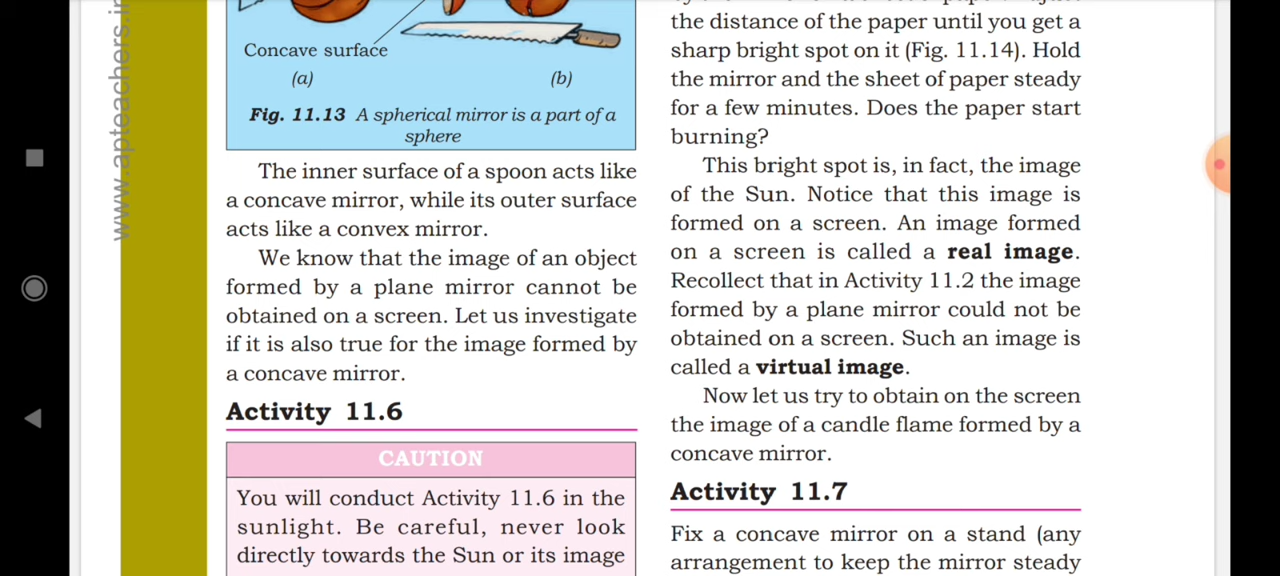 www.apteachers.in
Concave surface
(a)
(b)
Fig. 11.13 A spherical mirror is a part of a
sphere
The inner surface of a spoon acts like
a concave mirror, while its outer surface
acts like a convex mirror.
We know that the image of an object
formed by a plane mirror cannot be
obtained on a screen. Let us investigate
if it is also true for the image formed by
a concave mirror.
Activity 11.6
CAUTION
You will conduct Activity 11.6 in the
sunlight. Be careful, never look
directly towards the Sun or its image
the distance of the paper until you get a
sharp bright spot on it (Fig. 11.14). Hold
the mirror and the sheet of paper steady
for a few minutes. Does the paper start
burning?
This bright spot is, in fact, the image
of the Sun. Notice that this image is
formed on a screen. An image formed
on a screen is called a real image.
Recollect that in Activity 11.2 the image
formed by a plane mirror could not be
obtained on a screen. Such an image is
called a virtual image.
Now let us try to obtain on the screen
the image of a candle flame formed by a
concave mirror.
Activity 11.7
Fix a concave mirror on a stand (any
arrangement to keep the mirror steady